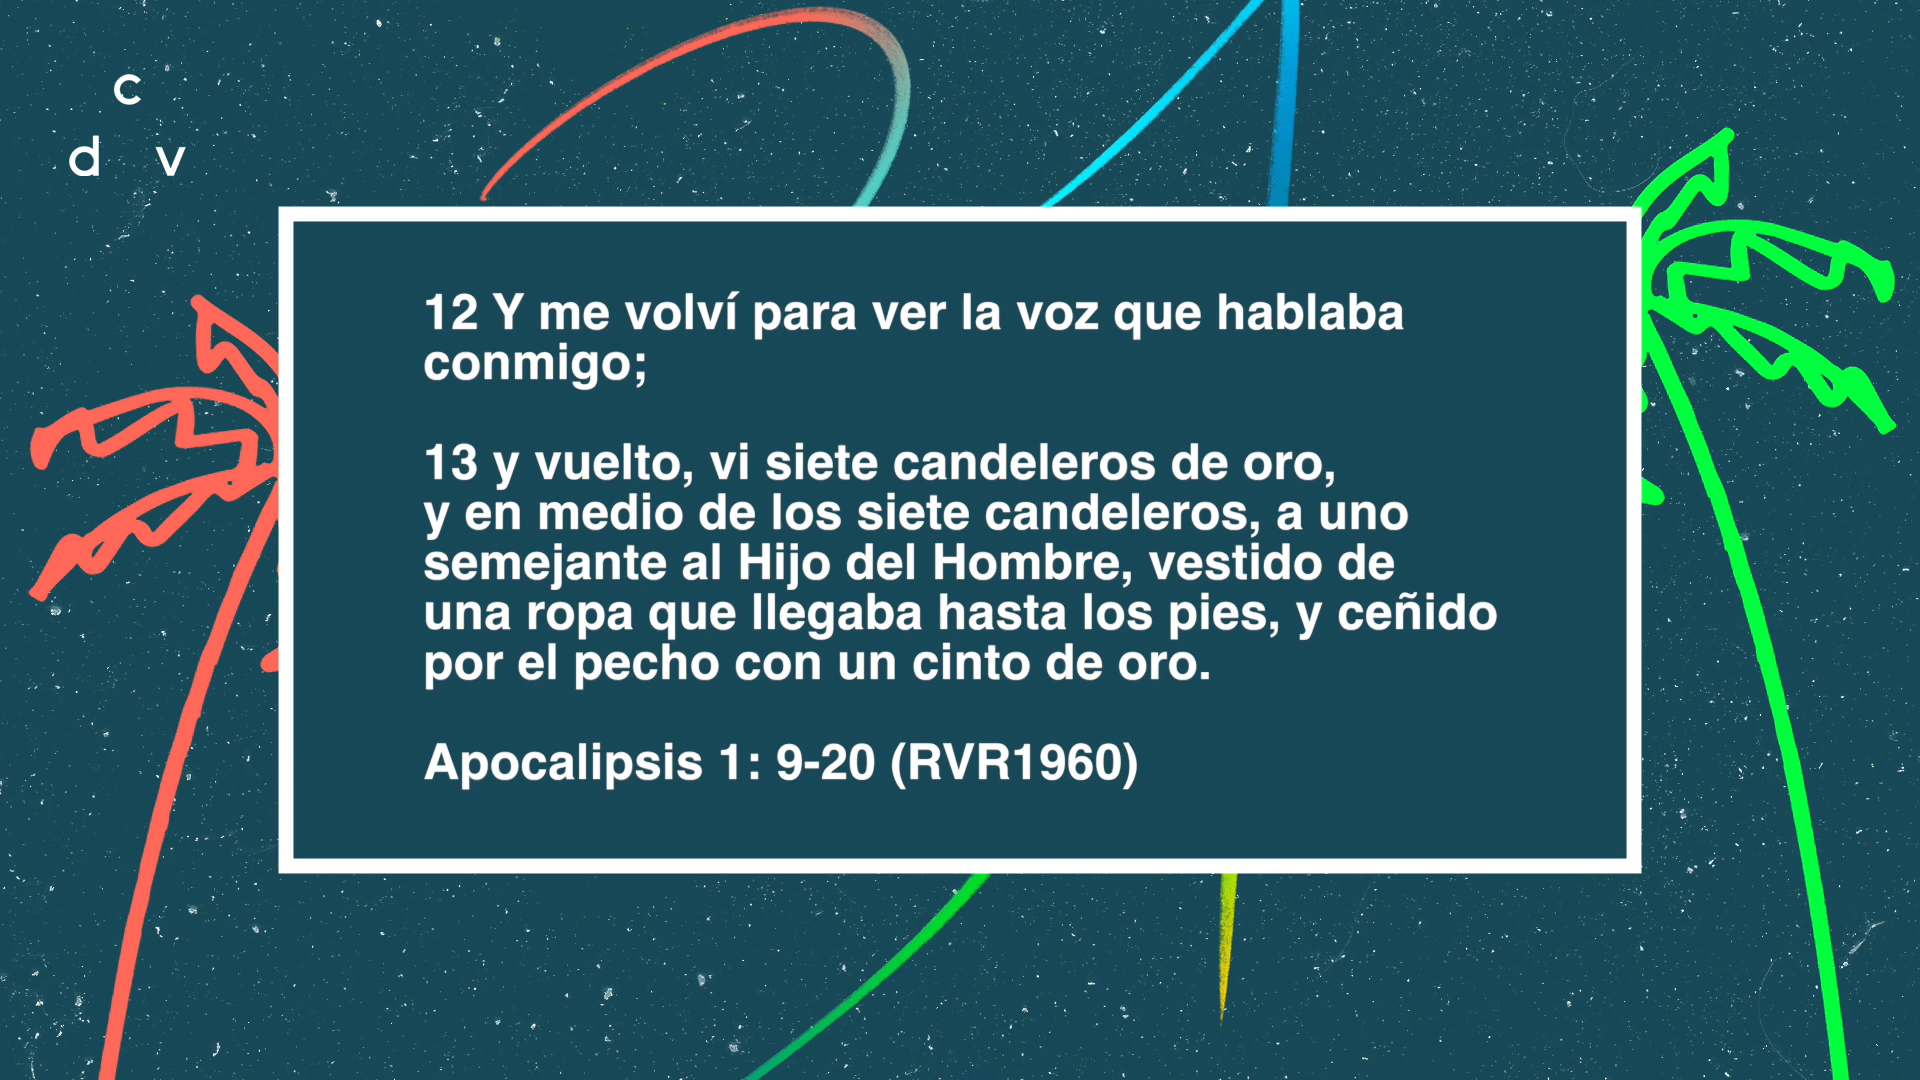 c
d v
12 Y me volví para ver la voz que hablaba
conmigo;
13 y vuelto, vi siete candeleros de oro,
y en medio de los siete candeleros, a uno
semejante al Hijo del Hombre, vestido de
una ropa que llegaba hasta los pies, y ceñido
por el pecho con un cinto de oro.
Apocalipsis 1: 9-20 (RVR1960)